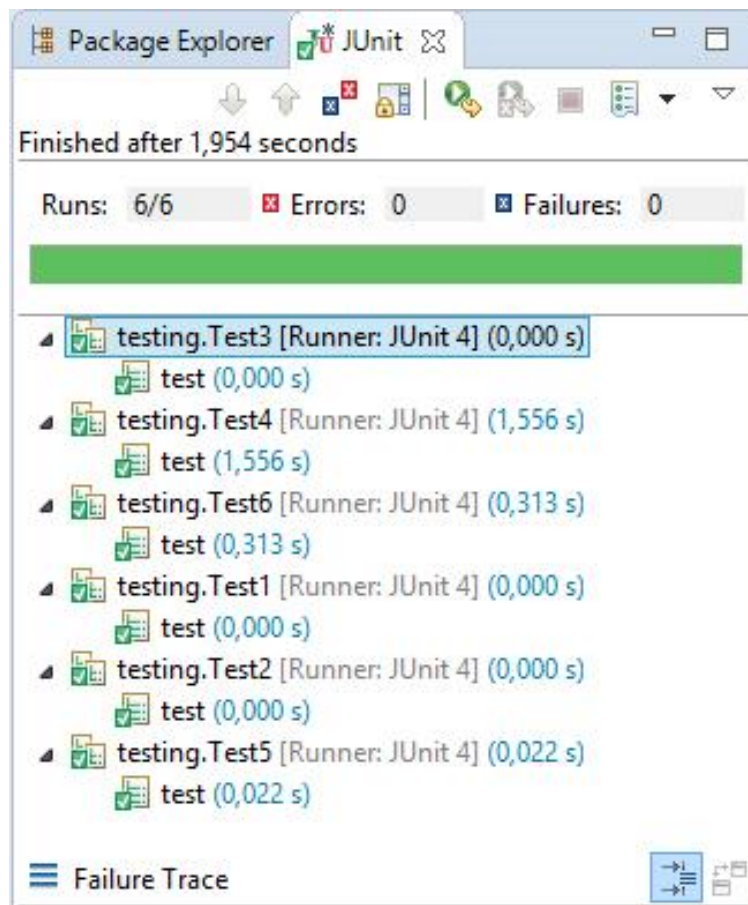 Package Explorer JUnit
Finished after 1,954 seconds
Runs: 6/6 Errors: 0 Failures: 0
testing.Test3 [Runner: JUnit 4] (0,000 s)
test (0,000 s)
testing.Test4 [Runner: JUnit 4] (1,556 s)
test (1,556 s)
testing.Test6 [Runner: JUnit 4] (0,313 s)
test (0,313 s)
testing.Test1 [Runner: JUnit 4] (0,000 s)
test (0,000 s)
testing.Test2 [Runner: JUnit 4] (0,000 s)
test (0,000 s)
testing.Test5 [Runner: JUnit 4] (0,022 s)
test (0,022 s)
Failure Trace